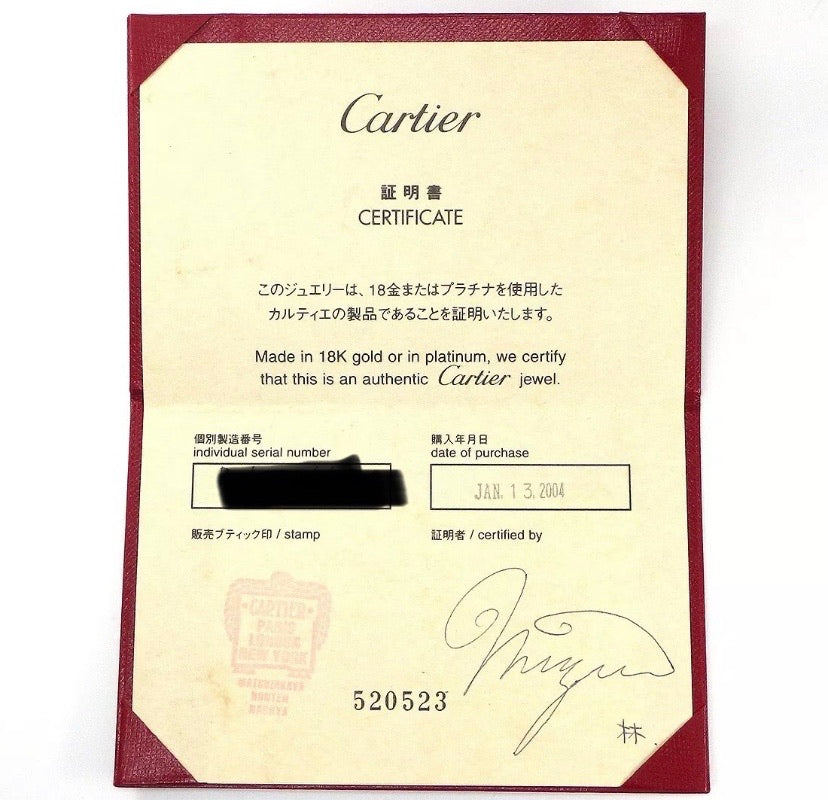 Cartier
証明書
CERTIFICATE
このジュエリーは、18金またはプラチナを使用した
カルティエの製品であることを証明いたします。
Made in 18K gold or in platinum, we certify
that this is an authentic Cartier jewel.
個別製造番号
individual serial number
購入年月日
date of purchase
JAN. 13, 2004
販売ブティック印 / stamp
証明者 / certified by
CARTIER
PARIS
LONDON
NEW YORK
MATSUZAKAYA
HONTEN
NAGOYA
520523
林